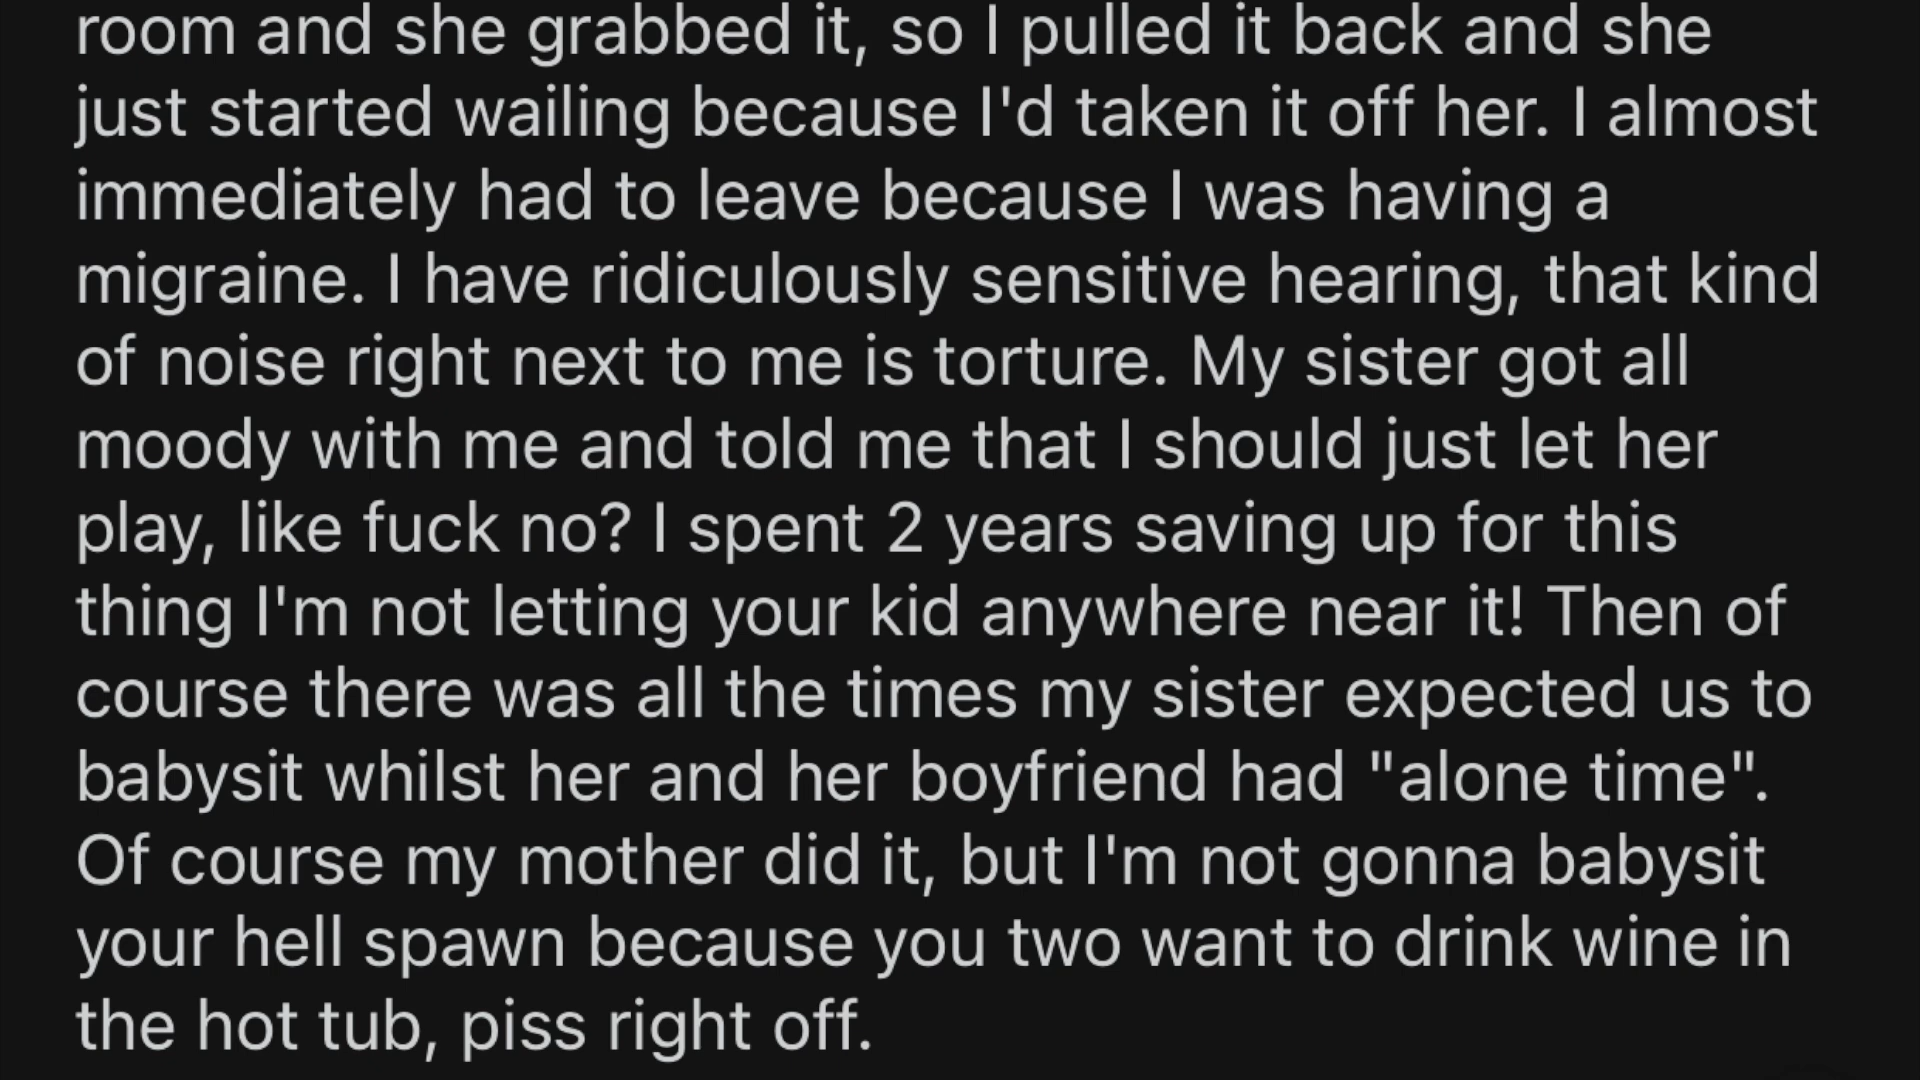 room and she grabbed it, so I pulled it back and she
just started wailing because I'd taken it off her. I almost
immediately had to leave because I was having a
migraine. I have ridiculously sensitive hearing, that kind
of noise right next to me is torture. My sister got all
moody with me and told me that I should just let her
play, like fuck no? I spent 2 years saving up for this
thing I'm not letting your kid anywhere near it! Then of
course there was all the times my sister expected us to
babysit whilst her and her boyfriend had "alone time".
Of course my mother did it, but I'm not gonna babysit
your hell spawn because you two want to drink wine in
the hot tub, piss right off.